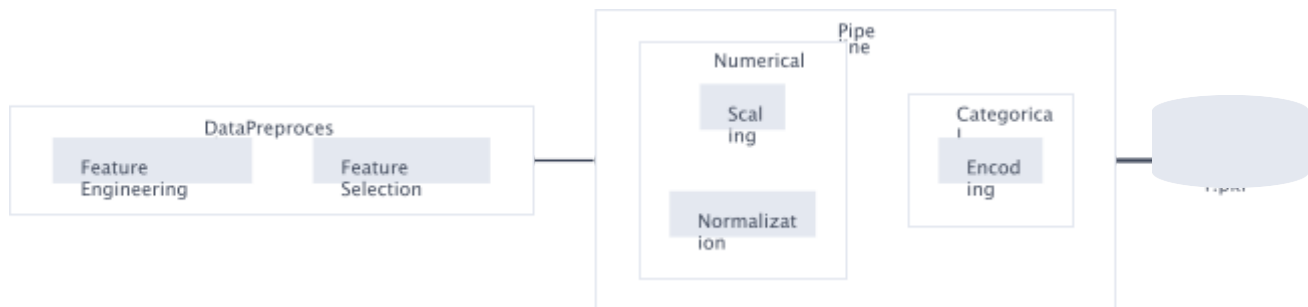 Pipe
line
Numerical
Scal
ing
Normalizat
ion
DataPreproces
Feature
Engineering
Feature
Selection
Categorica
l
Encod
ing